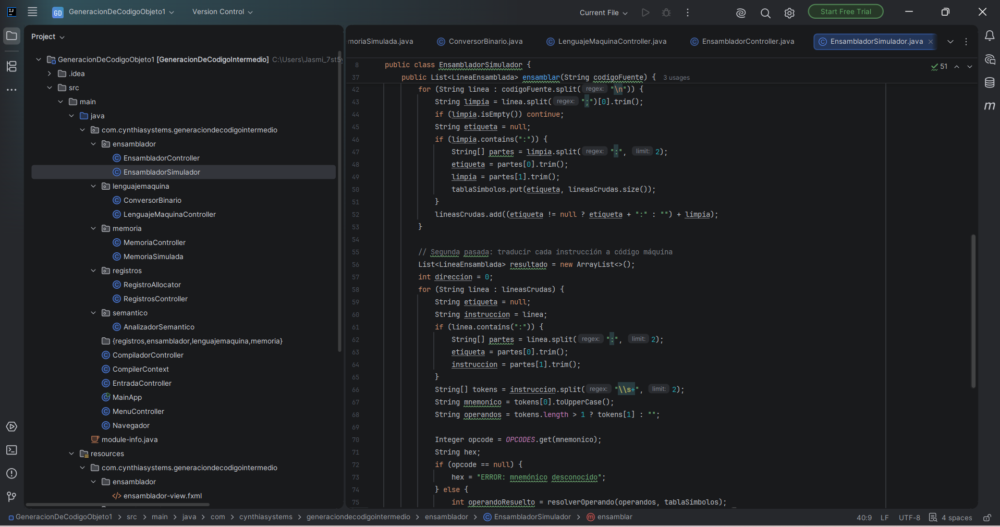 GD GeneracionDeCodigoObjeto1 Version Control Current File Start Free Trial
Project
GeneracionDeCodigoObjeto1 [GeneracionDeCodigoIntermedio] C:\Users\Jasmi_7st5
.idea
src
main
java
com.cynthiasystems.generaciondecodigointermedio
ensamblador
EnsambladorController
EnsambladorSimulador
lenguajemaquina
ConversorBinario
LenguajeMaquinaController
memoria
MemoriaController
MemoriaSimulada
registros
RegistroAllocator
RegistrosController
semantico
AnalizadorSemantico
{registros,ensamblador,lenguajemaquina,memoria}
CompiladorController
CompilerContext
EntradaController
MainApp
MenuController
Navegador
module-info.java
resources
com.cynthiasystems.generaciondecodigointermedio
ensamblador
ensamblador-view.fxml
moriaSimulada.java ConversorBinario.java LenguajeMaquinaController.java EnsambladorController.java EnsambladorSimulador.java
51
8 public class EnsambladorSimulador {
37 public List<LineaEnsamblada> ensamblar(String codigoFuente) { 3 usages
42 for (String linea : codigoFuente.split( regex: "\n")) {
43 String limpia = linea.split( regex: ";")[0].trim();
44 if (limpia.isEmpty()) continue;
45 String etiqueta = null;
46 if (limpia.contains(":")) {
47 String[] partes = limpia.split( regex: ":", limit: 2);
48 etiqueta = partes[0].trim();
49 limpia = partes[1].trim();
50 tablaSimbolos.put(etiqueta, lineasCrudas.size());
51 }
52 lineasCrudas.add((etiqueta != null ? etiqueta + ":" : "") + limpia);
53 }
54
55 // Segunda pasada: traducir cada instrucción a código máquina
56 List<LineaEnsamblada> resultado = new ArrayList<>();
57 int direccion = 0;
58 for (String linea : lineasCrudas) {
59 String etiqueta = null;
60 String instruccion = linea;
61 if (linea.contains(":")) {
62 String[] partes = linea.split( regex: ":", limit: 2);
63 etiqueta = partes[0].trim();
64 instruccion = partes[1].trim();
65 }
66 String[] tokens = instruccion.split( regex: "\\s+", limit: 2);
67 String mnemonico = tokens[0].toUpperCase();
68 String operandos = tokens.length > 1 ? tokens[1] : "";
69
70 Integer opcode = OPCODES.get(mnemonico);
71 String hex;
72 if (opcode == null) {
73 hex = "ERROR: mnemónico desconocido";
74 } else {
75 int operandoResuelto = resolverOperando(operandos, tablaSimbolos);
GeneracionDeCodigoObjeto1 > src > main > java > com > cynthiasystems > generaciondecodigointermedio > ensamblador > EnsambladorSimulador > ensamblar 40:9 LF UTF-8 4 spaces